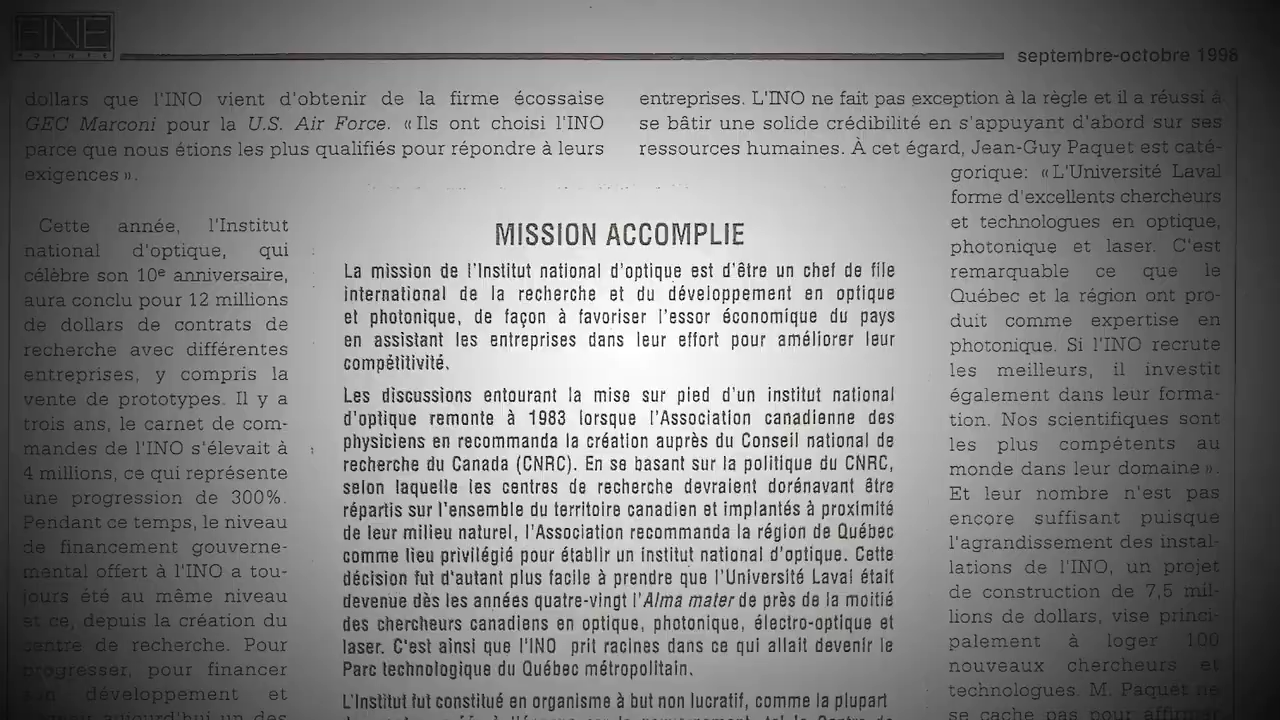 FINE
POINTE
septembre-octobre 1998
dollars que l'INO vient d'obtenir de la firme écossaise
GEC Marconi pour la U.S. Air Force. «Ils ont choisi l'INO
parce que nous étions les plus qualifiés pour répondre à leurs
exigences».
Cette année, l'Institut
national d'optique, qui
célèbre son 10e anniversaire,
aura conclu pour 12 millions
de dollars de contrats de
recherche avec différentes
entreprises, y compris la
vente de prototypes. Il y a
trois ans, le carnet de com-
mandes de l'INO s'élevait à
4 millions, ce qui représente
une progression de 300%.
Pendant ce temps, le niveau
de financement gouverne-
mental offert à l'INO a tou-
jours été au même niveau
et ce, depuis la création du
centre de recherche. Pour
progresser, pour financer
son développement et
aujourd'hui un des
MISSION ACCOMPLIE
La mission de l'Institut national d'optique est d'être un chef de file
international de la recherche et du développement en optique
et photonique, de façon à favoriser l'essor économique du pays
en assistant les entreprises dans leur effort pour améliorer leur
compétitivité.
Les discussions entourant la mise sur pied d'un institut national
d'optique remonte à 1983 lorsque l'Association canadienne des
physiciens en recommanda la création auprès du Conseil national de
recherche du Canada (CNRC). En se basant sur la politique du CNRC,
selon laquelle les centres de recherche devraient dorénavant être
répartis sur l'ensemble du territoire canadien et implantés à proximité
de leur milieu naturel, l'Association recommanda la région de Québec
comme lieu privilégié pour établir un institut national d'optique. Cette
décision fut d'autant plus facile à prendre que l'Université Laval était
devenue dès les années quatre-vingt l'Alma mater de près de la moitié
des chercheurs canadiens en optique, photonique, électro-optique et
laser. C'est ainsi que l'INO prit racines dans ce qui allait devenir le
Parc technologique du Québec métropolitain.
L'Institut fut constitué en organisme à but non lucratif, comme la plupart
entreprises. L'INO ne fait pas exception à la règle et il a réussi à
se bâtir une solide crédibilité en s'appuyant d'abord sur ses
ressources humaines. À cet égard, Jean-Guy Paquet est caté-
gorique: «L'Université Laval
forme d'excellents chercheurs
et technologues en optique,
photonique et laser. C'est
remarquable ce que le
Québec et la région ont pro-
duit comme expertise en
photonique. Si l'INO recrute
les meilleurs, il investit
également dans leur forma-
tion. Nos scientifiques sont
les plus compétents au
monde dans leur domaine».
Et leur nombre n'est pas
encore suffisant puisque
l'agrandissement des instal-
lations de l'INO, un projet
de construction de 7,5 mil-
lions de dollars, vise princi-
palement à loger 100
nouveaux chercheurs et
technologues. M. Paquet ne
se cache pas pour affirmer